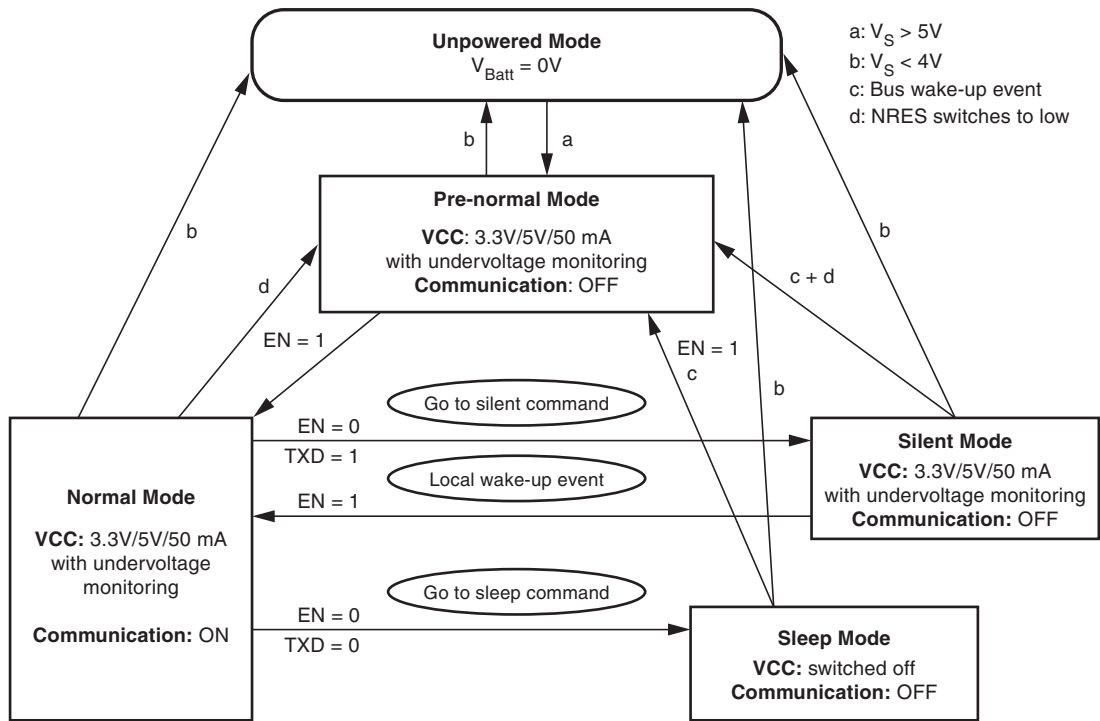 Unpowered Mode
V_Batt = 0V
a: V_S > 5V
b: V_S < 4V
c: Bus wake-up event
d: NRES switches to low
b
a
Pre-normal Mode
VCC: 3.3V/5V/50 mA
with undervoltage monitoring
Communication: OFF
b
d
EN = 1
c + d
b
EN = 1
c
b
Go to silent command
EN = 0
TXD = 1
Local wake-up event
EN = 1
Normal Mode
VCC: 3.3V/5V/50 mA
with undervoltage
monitoring
Communication: ON
Silent Mode
VCC: 3.3V/5V/50 mA
with undervoltage monitoring
Communication: OFF
Go to sleep command
EN = 0
TXD = 0
Sleep Mode
VCC: switched off
Communication: OFF